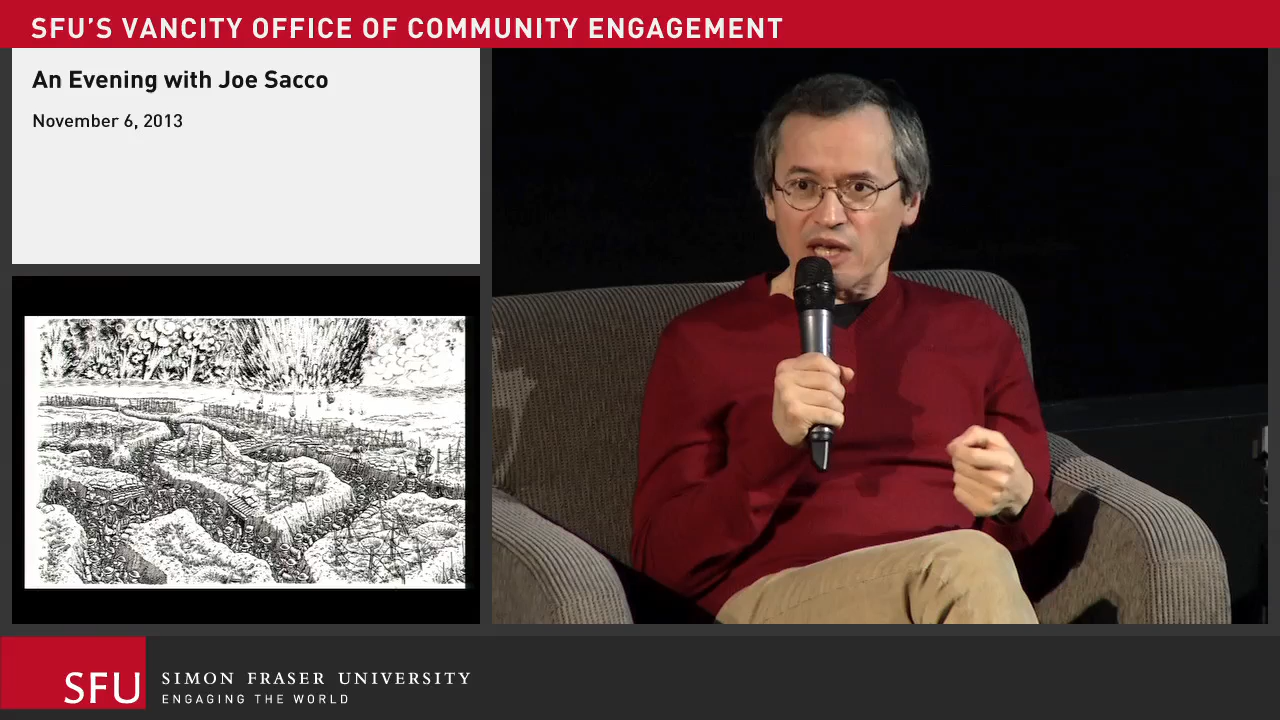 SFU'S VANCITY OFFICE OF COMMUNITY ENGAGEMENT
An Evening with Joe Sacco
November 6, 2013
SFU
SIMON FRASER UNIVERSITY
ENGAGING THE WORLD